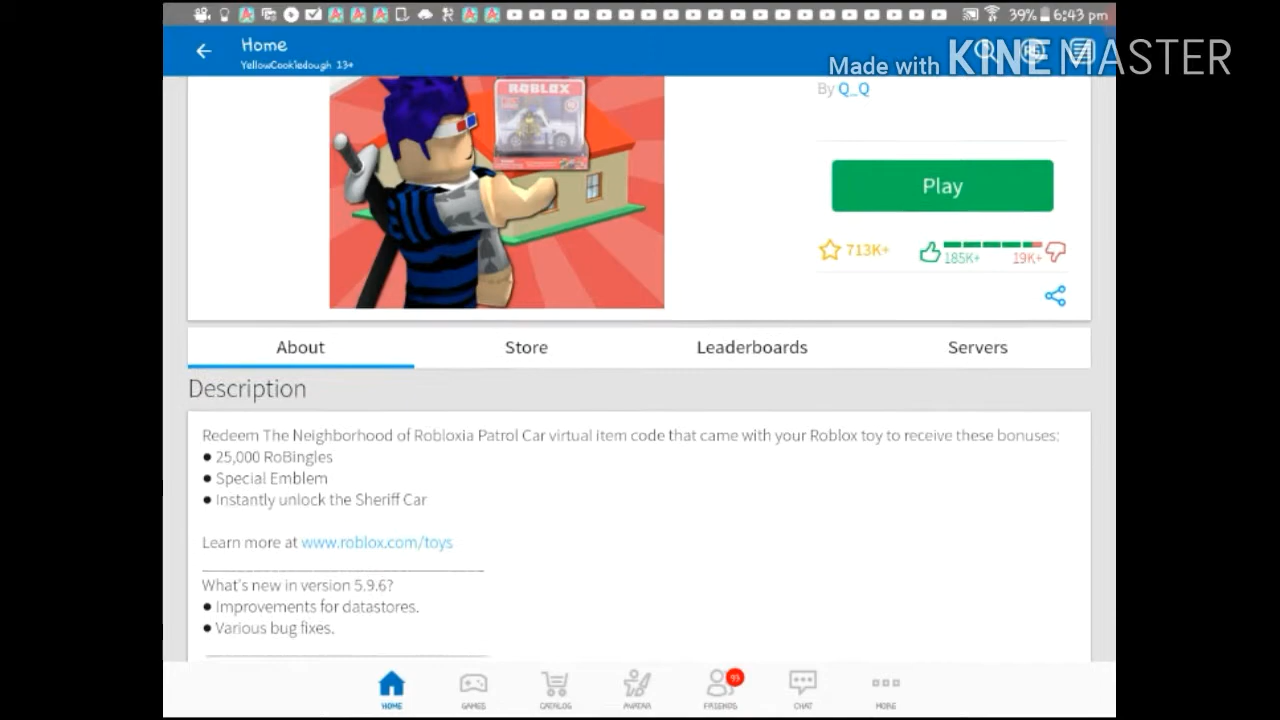 39% 6:43 pm
Home
YellowCookiedough 13+
Made with KINEMASTER
ROBLOX
By Q_Q
Play
713K+
185K+
19K+
About
Store
Leaderboards
Servers
Description
Redeem The Neighborhood of Robloxia Patrol Car virtual item code that came with your Roblox toy to receive these bonuses:
● 25,000 RoBingles
● Special Emblem
● Instantly unlock the Sheriff Car
Learn more at www.roblox.com/toys
What's new in version 5.9.6?
● Improvements for datastores.
● Various bug fixes.
93
HOME
GAMES
CATALOG
AVATAR
FRIENDS
CHAT
MORE